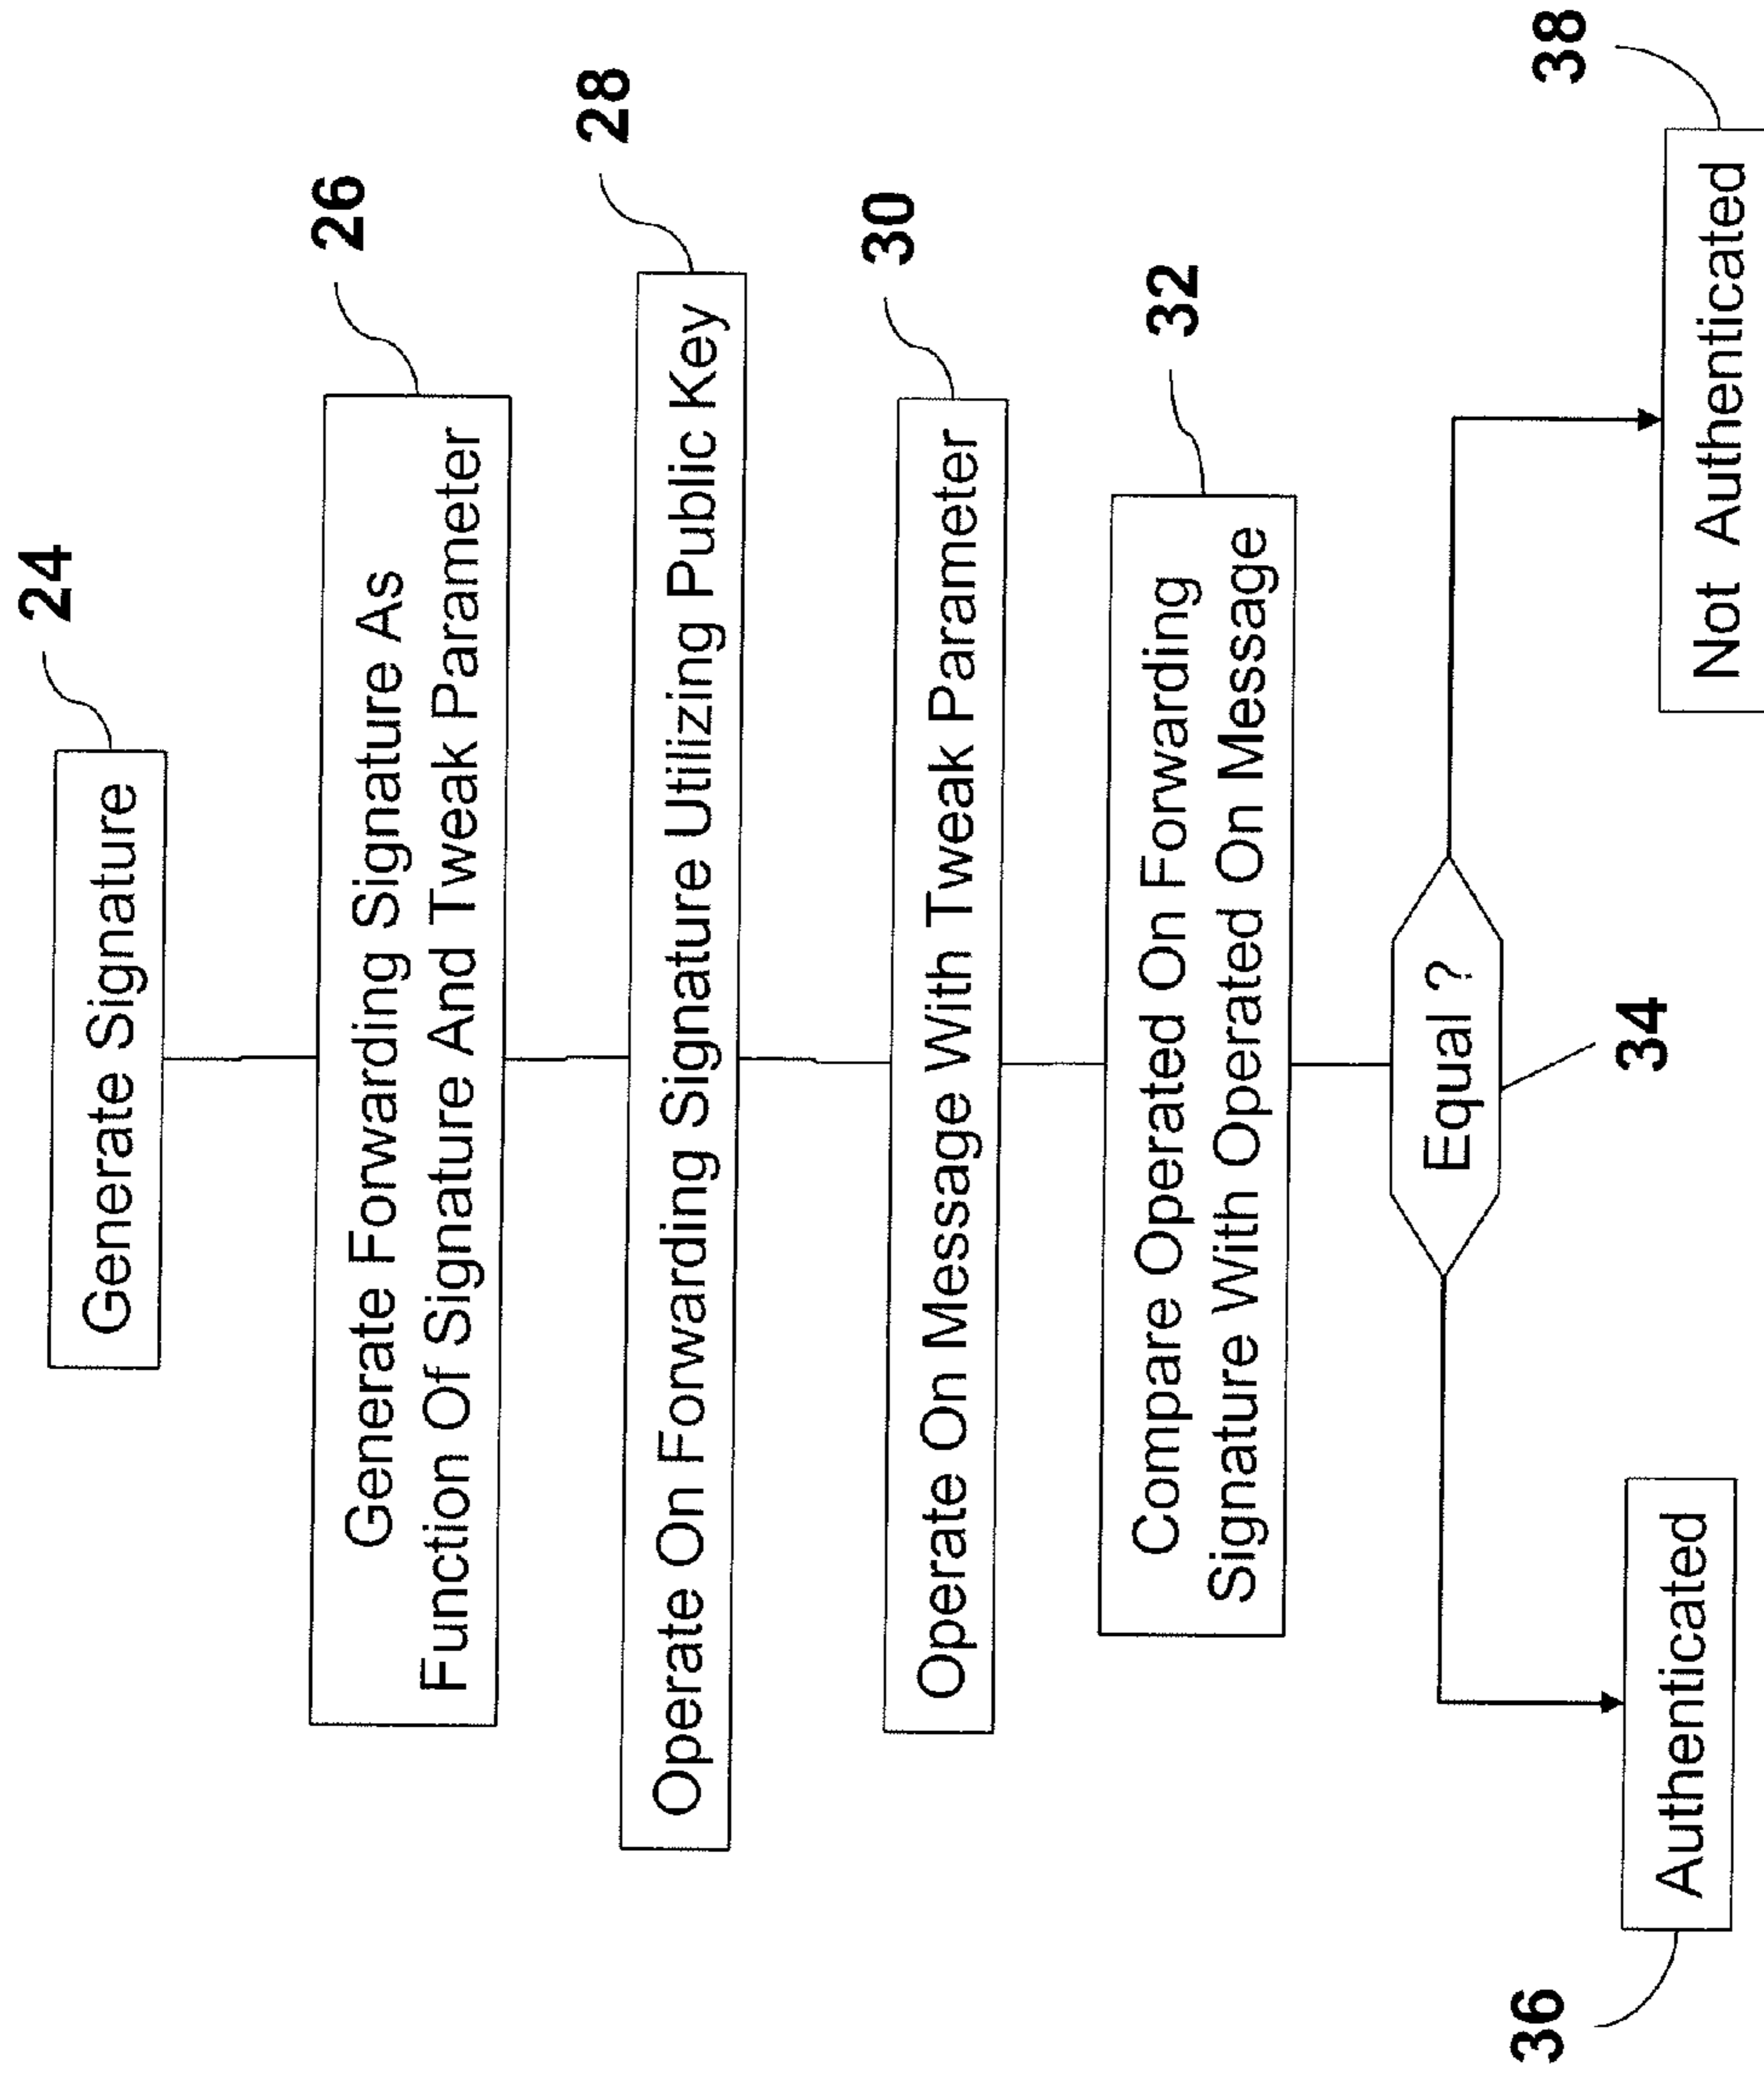 24
Generate Signature
26
Generate Forwarding Signature As
Function Of Signature And Tweak Parameter
28
Operate On Forwarding Signature Utilizing Public Key
30
Operate On Message With Tweak Parameter
32
Compare Operated On Forwarding
Signature With Operated On Message
Equal ?
34
36
Authenticated
38
Not Authenticated